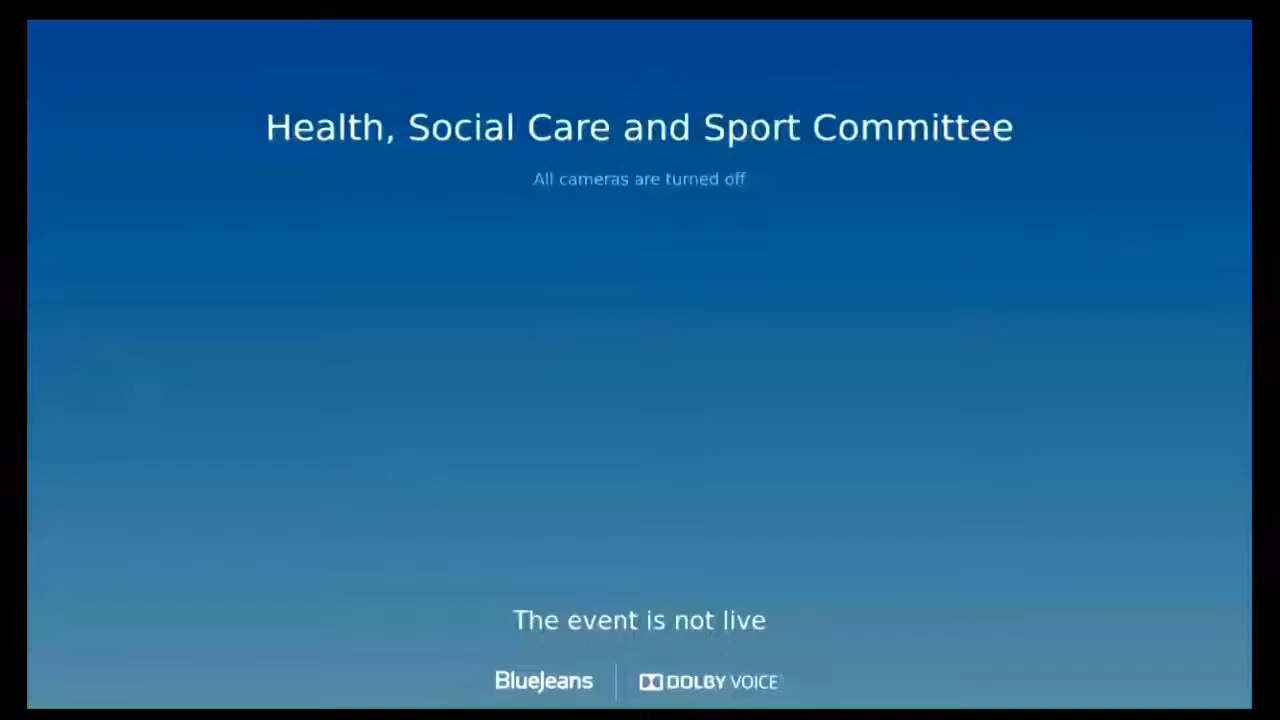 Health, Social Care and Sport Committee
All cameras are turned off
The event is not live
BlueJeans
DOLBY VOICE